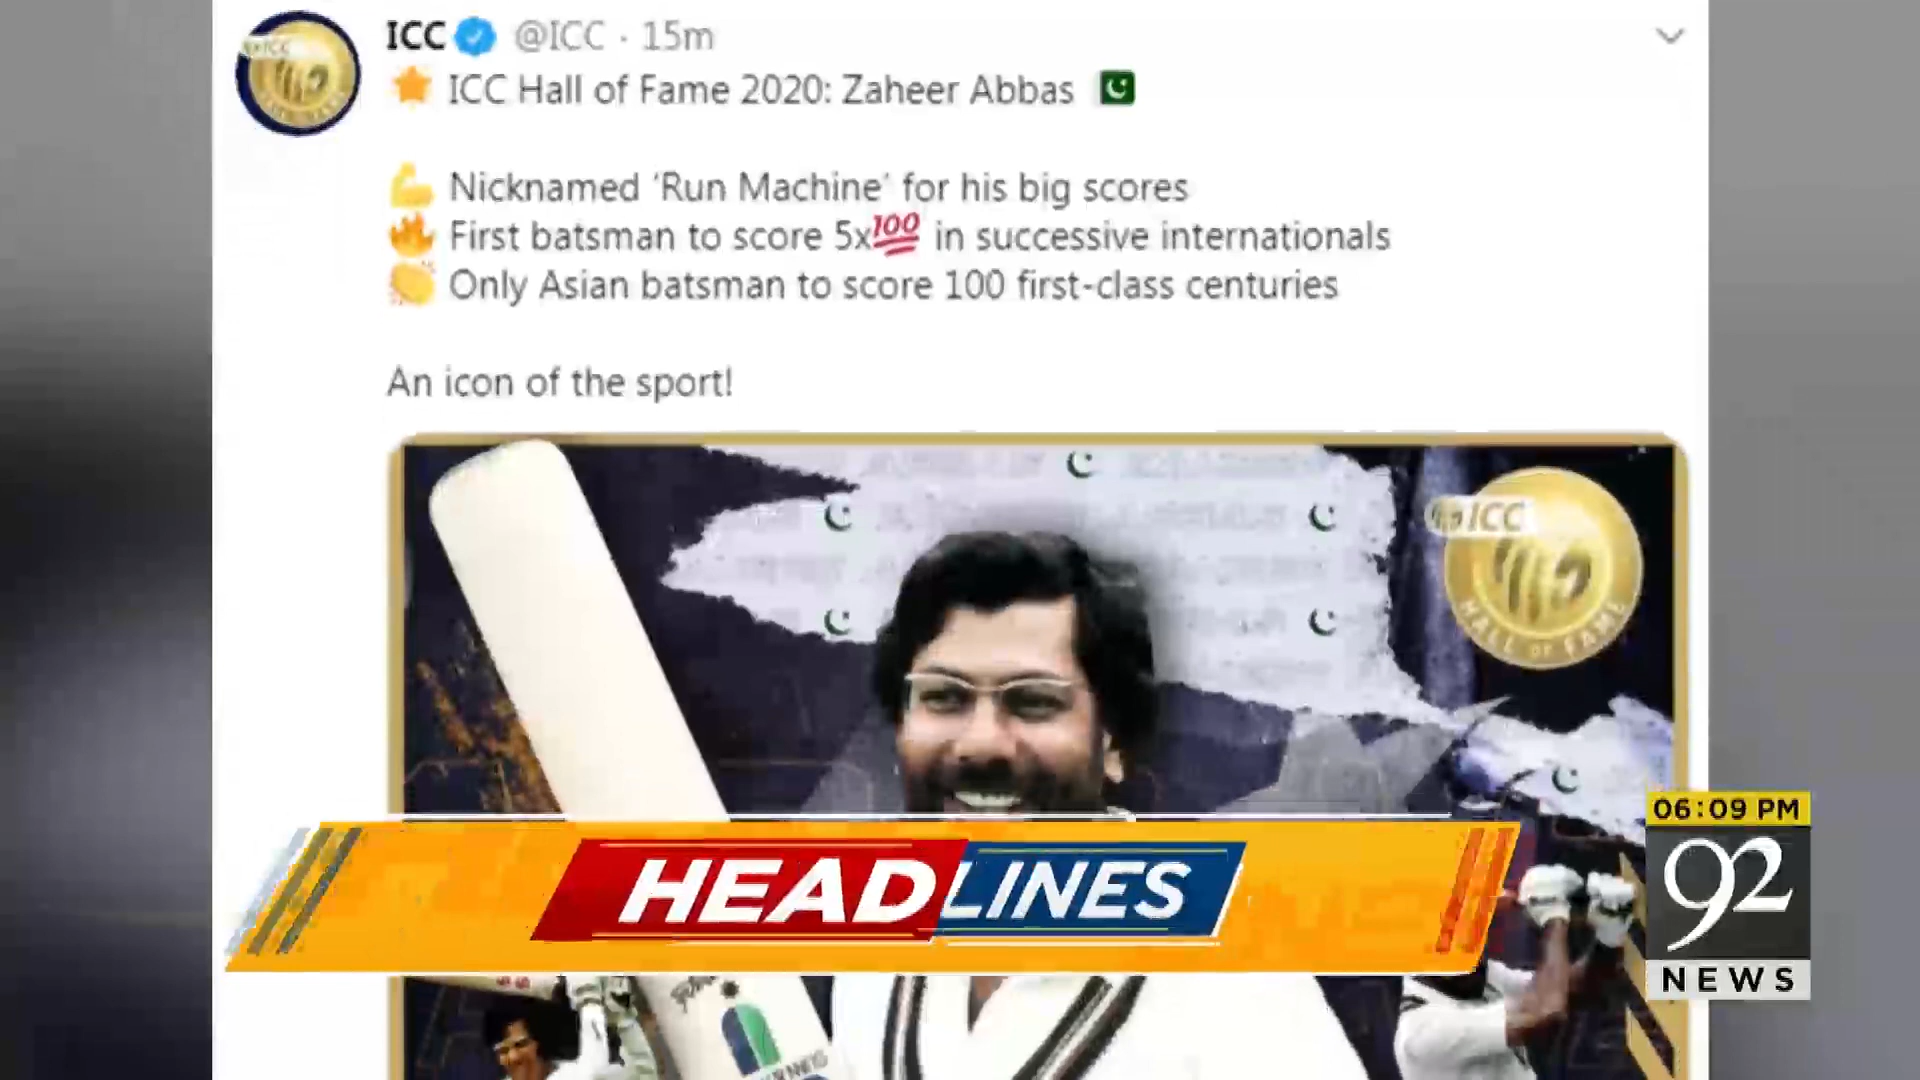 ICC @ICC · 15m
ICC Hall of Fame 2020: Zaheer Abbas
Nicknamed ‘Run Machine’ for his big scores
First batsman to score 5x100 in successive internationals
Only Asian batsman to score 100 first-class centuries
An icon of the sport!
ICC
HALL OF FAME
HEADLINES
06:09 PM
92
NEWS